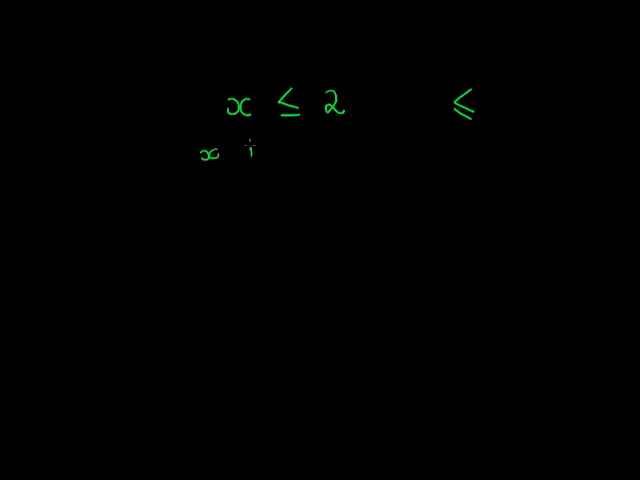 x ≤ 2 ⩽
x i